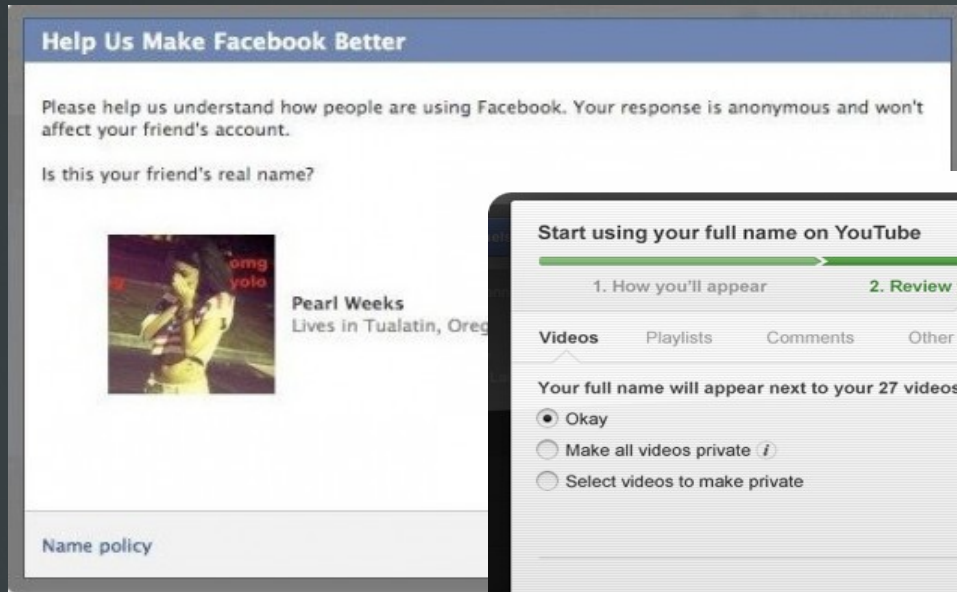 Help Us Make Facebook Better
Please help us understand how people are using Facebook. Your response is anonymous and won't
affect your friend's account.
Is this your friend's real name?
omg
yolo
Pearl Weeks
Lives in Tualatin, Oreg
Name policy
Start using your full name on YouTube
1. How you'll appear
2. Review
Videos Playlists Comments Other
Your full name will appear next to your 27 videos
Okay
Make all videos private i
Select videos to make private